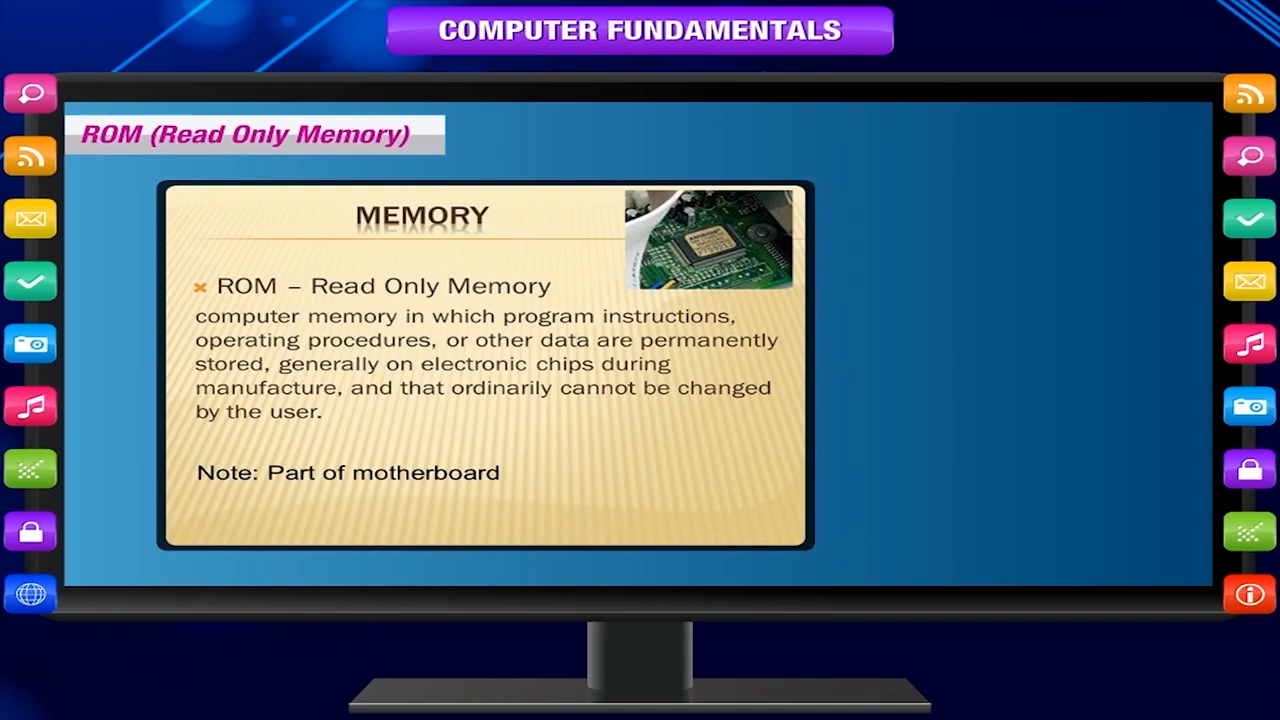 COMPUTER FUNDAMENTALS
ROM (Read Only Memory)
MEMORY
ROM – Read Only Memory
computer memory in which program instructions,
operating procedures, or other data are permanently
stored, generally on electronic chips during
manufacture, and that ordinarily cannot be changed
by the user.
Note: Part of motherboard